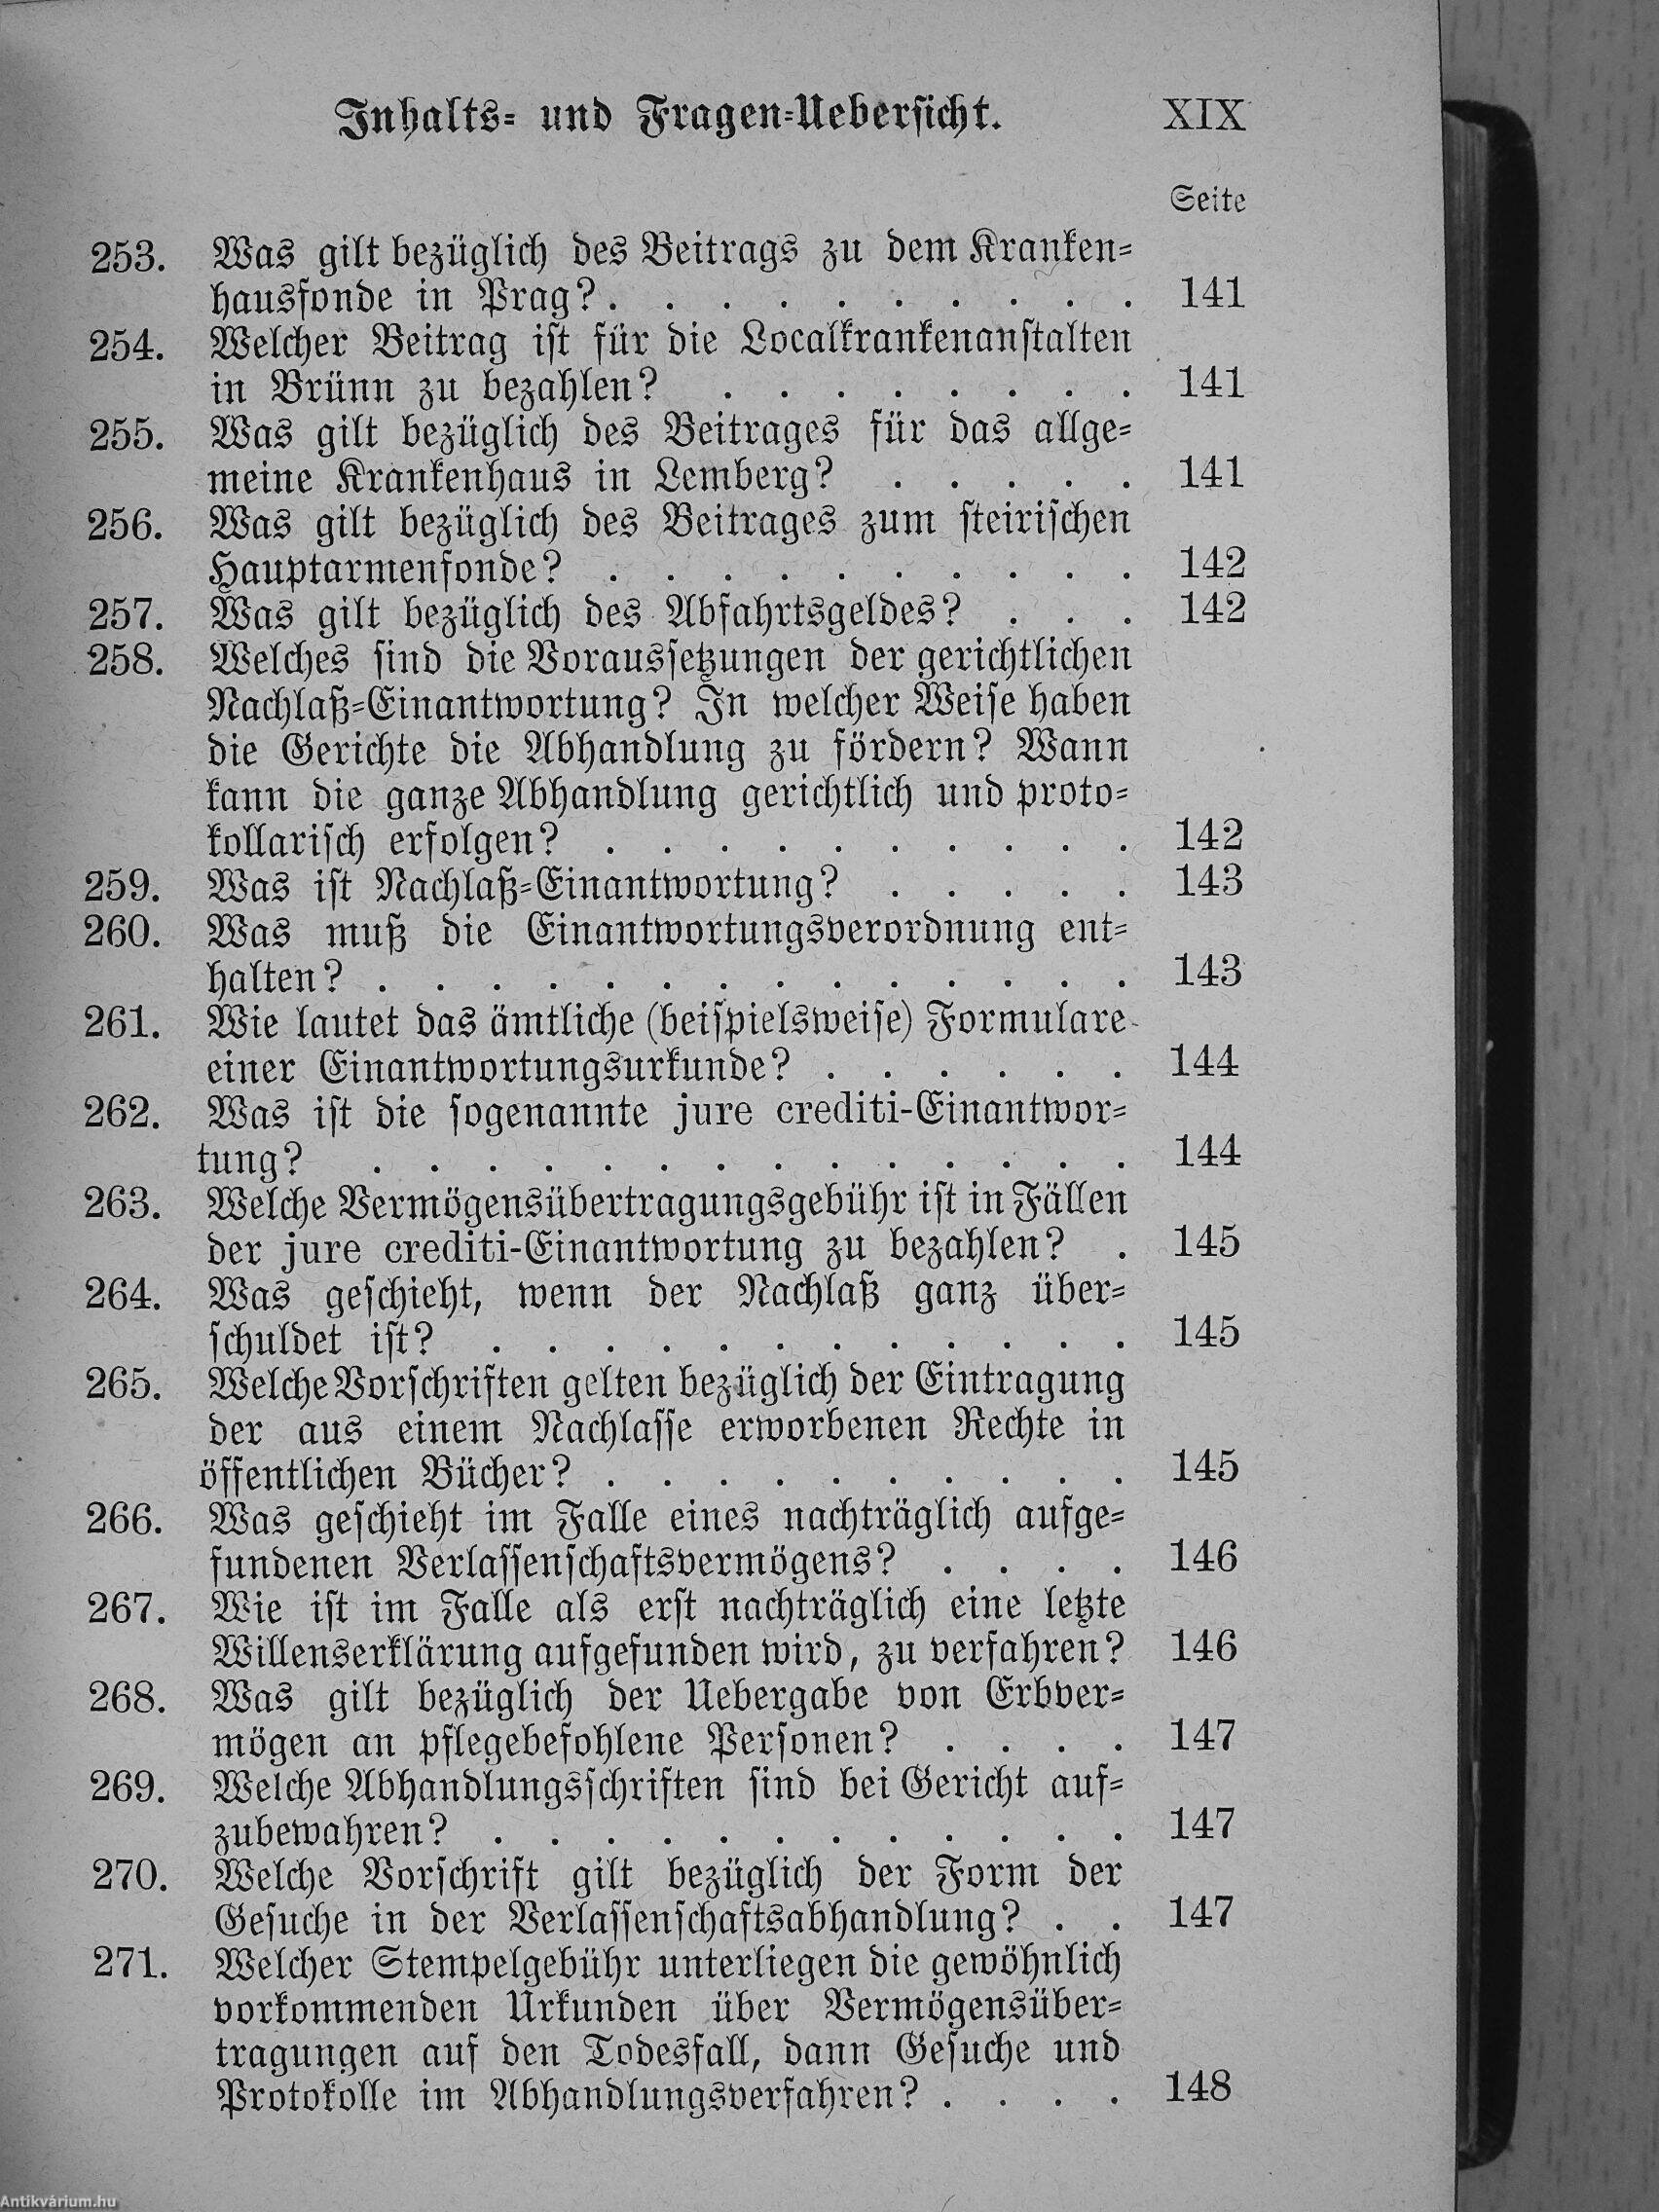 Inhalts- und Fragen-Uebersicht. XIX
Seite
253. Was gilt bezüglich des Beitrags zu dem Kranken-
hausfonde in Prag? . . . . . . . . . . 141
254. Welcher Beitrag ist für die Localkrankenanstalten
in Brünn zu bezahlen? . . . . . . . . 141
255. Was gilt bezüglich des Beitrages für das allge-
meine Krankenhaus in Lemberg? . . . . . 141
256. Was gilt bezüglich des Beitrages zum steirischen
Hauptarmenfonde? . . . . . . . . . . 142
257. Was gilt bezüglich des Abfahrtsgeldes? . . . 142
258. Welches sind die Voraussetzungen der gerichtlichen
Nachlaß-Einantwortung? In welcher Weise haben
die Gerichte die Abhandlung zu fördern? Wann
kann die ganze Abhandlung gerichtlich und proto-
kollarisch erfolgen? . . . . . . . . . . 142
259. Was ist Nachlaß-Einantwortung? . . . . . 143
260. Was muß die Einantwortungsverordnung ent-
halten? . . . . . . . . . . . . . . 143
261. Wie lautet das ämtliche (beispielsweise) Formulare
einer Einantwortungsurkunde? . . . . . . 144
262. Was ist die sogenannte jure crediti-Einantwor-
tung? . . . . . . . . . . . . . . 144
263. Welche Vermögensübertragungsgebühr ist in Fällen
der jure crediti-Einantwortung zu bezahlen? . 145
264. Was geschieht, wenn der Nachlaß ganz über-
schuldet ist? . . . . . . . . . . . . 145
265. Welche Vorschriften gelten bezüglich der Eintragung
der aus einem Nachlasse erworbenen Rechte in
öffentlichen Bücher? . . . . . . . . . . 145
266. Was geschieht im Falle eines nachträglich aufge-
fundenen Verlassenschaftsvermögens? . . . . 146
267. Wie ist im Falle als erst nachträglich eine letzte
Willenserklärung aufgefunden wird, zu verfahren? 146
268. Was gilt bezüglich der Uebergabe von Erbver-
mögen an pflegebefohlene Personen? . . . . 147
269. Welche Abhandlungsschriften sind bei Gericht auf-
zubewahren? . . . . . . . . . . . . 147
270. Welche Vorschrift gilt bezüglich der Form der
Gesuche in der Verlassenschaftsabhandlung? . . 147
271. Welcher Stempelgebühr unterliegen die gewöhnlich
vorkommenden Urkunden über Vermögensüber-
tragungen auf den Todesfall, dann Gesuche und
Protokolle im Abhandlungsverfahren? . . . . 148
Antikvárium.hu